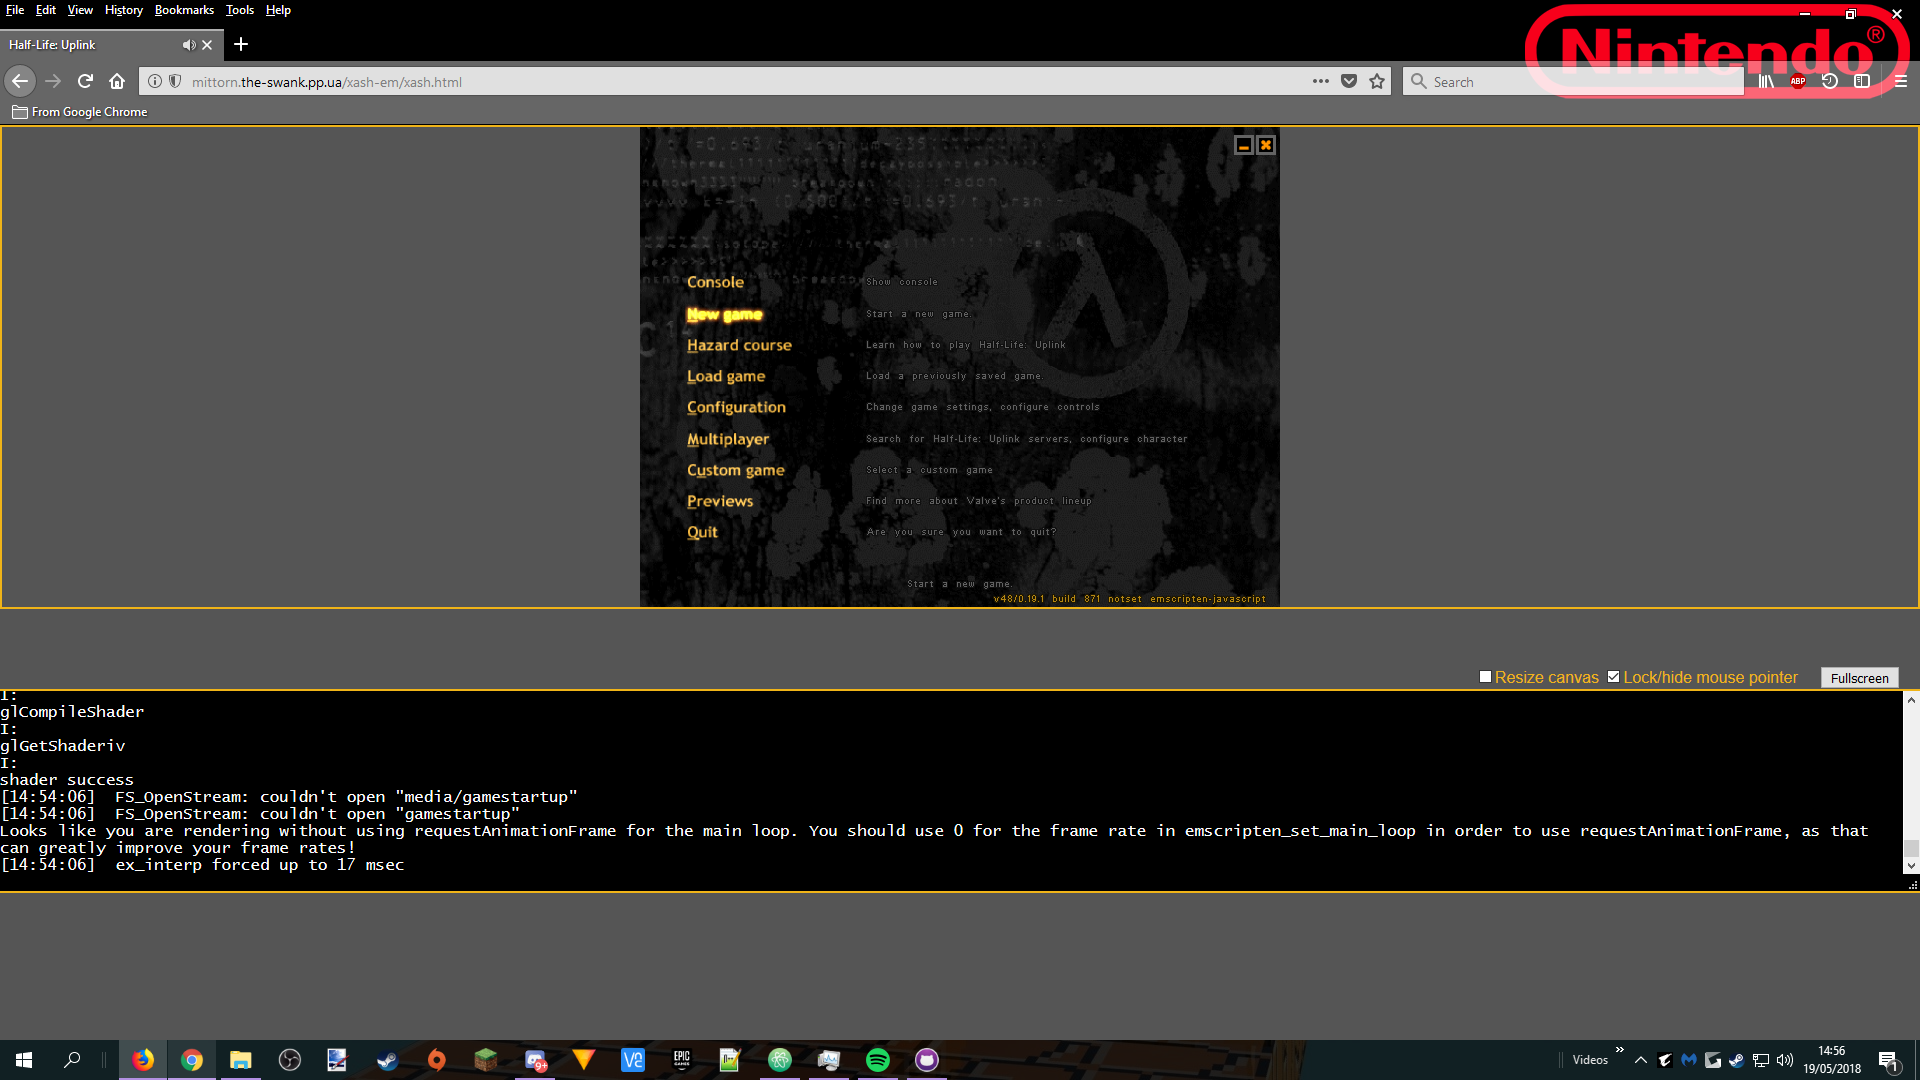 File Edit View History Bookmarks Tools Help
Nintendo®
Half-Life: Uplink
mittorn.the-swank.pp.ua/xash-em/xash.html
Search
ABP
From Google Chrome
Console Show console
New game Start a new game.
Hazard course Learn how to play Half-Life: Uplink
Load game Load a previously saved game.
Configuration Change game settings, configure controls
Multiplayer Search for Half-Life: Uplink servers, configure character
Custom game Select a custom game
Previews Find more about Valve's product lineup
Quit Are you sure you want to quit?
Start a new game.
v48/0.19.1 build 871 notset emscripten-javascript
Resize canvas Lock/hide mouse pointer Fullscreen
I:
glCompileShader
I:
glGetShaderiv
I:
shader success
[14:54:06] FS_OpenStream: couldn't open "media/gamestartup"
[14:54:06] FS_OpenStream: couldn't open "gamestartup"
Looks like you are rendering without using requestAnimationFrame for the main loop. You should use 0 for the frame rate in emscripten_set_main_loop in order to use requestAnimationFrame, as that
can greatly improve your frame rates!
[14:54:06] ex_interp forced up to 17 msec
9+
EPIC GAMES
Videos
14:56
19/05/2018
1